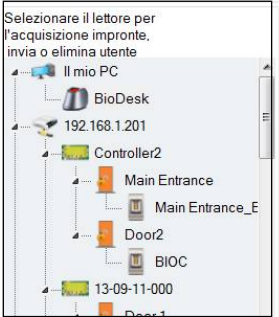 Selezionare il lettore per
l'acquisizione impronte,
invia o elimina utente
Il mio PC
BioDesk
192.168.1.201
Controller2
Main Entrance
Main Entrance_E
Door2
BIOC
13-09-11-000
Door1